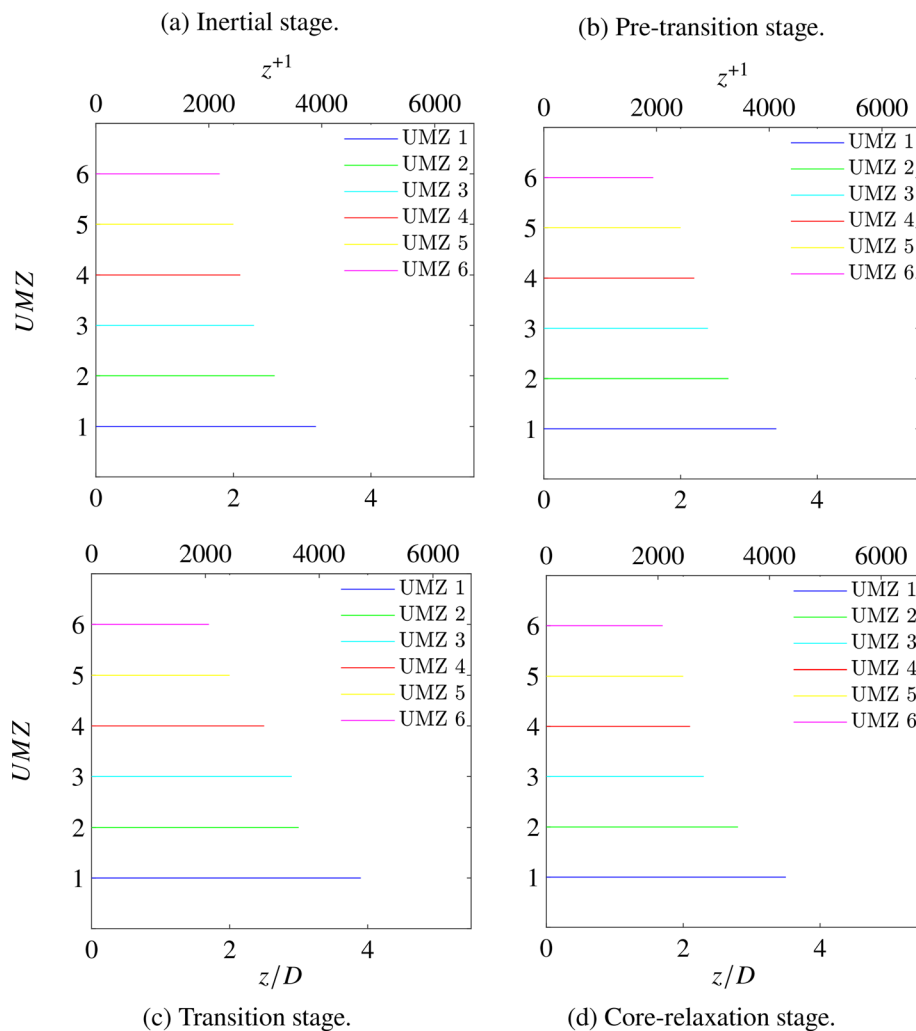 (a) Inertial stage.
(b) Pre-transition stage.
z^{+1}
0 2000 4000 6000
UMZ 1
UMZ 2
UMZ 3
UMZ 4
UMZ 5
UMZ 6
6
5
4
3
2
1
UMZ
0 2 4
z^{+1}
0 2000 4000 6000
UMZ 1
UMZ 2
UMZ 3
UMZ 4
UMZ 5
UMZ 6
6
5
4
3
2
1
0 2 4
0 2000 4000 6000
UMZ 1
UMZ 2
UMZ 3
UMZ 4
UMZ 5
UMZ 6
6
5
4
3
2
1
UMZ
0 2 4
z/D
0 2000 4000 6000
UMZ 1
UMZ 2
UMZ 3
UMZ 4
UMZ 5
UMZ 6
6
5
4
3
2
1
0 2 4
z/D
(c) Transition stage.
(d) Core-relaxation stage.